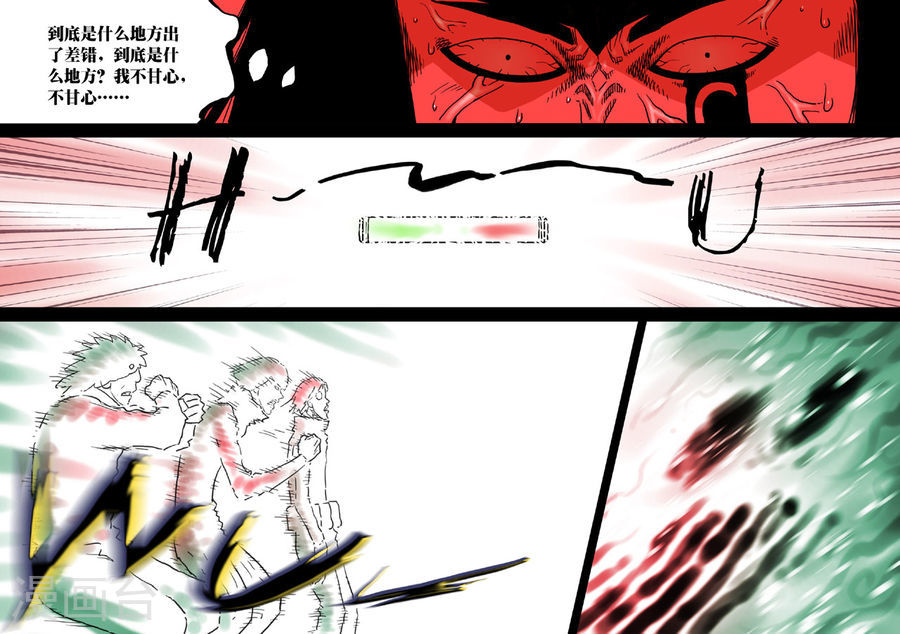 到底是什么地方出
了差错，到底是什
么地方？我不甘心，
不甘心……
H U
漫画台